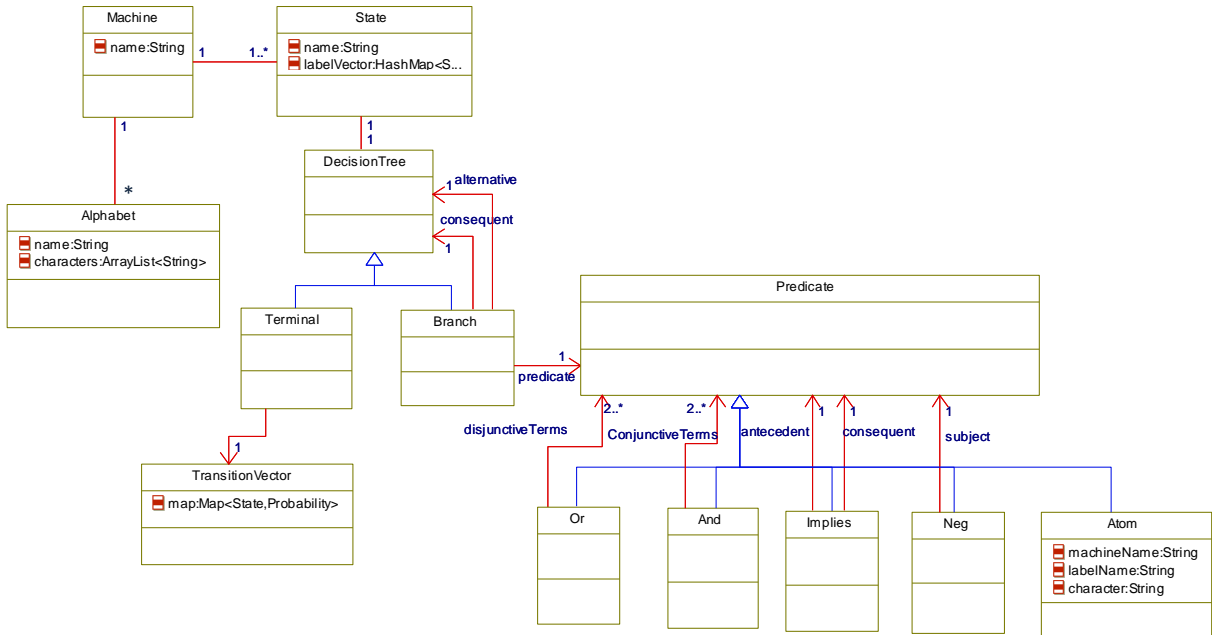 Machine
name:String
1
1..*
State
name:String
labelVector:HashMap<S...
1
*
1
1
DecisionTree
1
alternative
consequent
1
Alphabet
name:String
characters:ArrayList<String>
Terminal
Branch
1
predicate
Predicate
1
TransitionVector
map:Map<State,Probability>
2..*
disjunctiveTerms
2..*
ConjunctiveTerms
antecedent
1
1
consequent
1
subject
Or
And
Implies
Neg
Atom
machineName:String
labelName:String
character:String